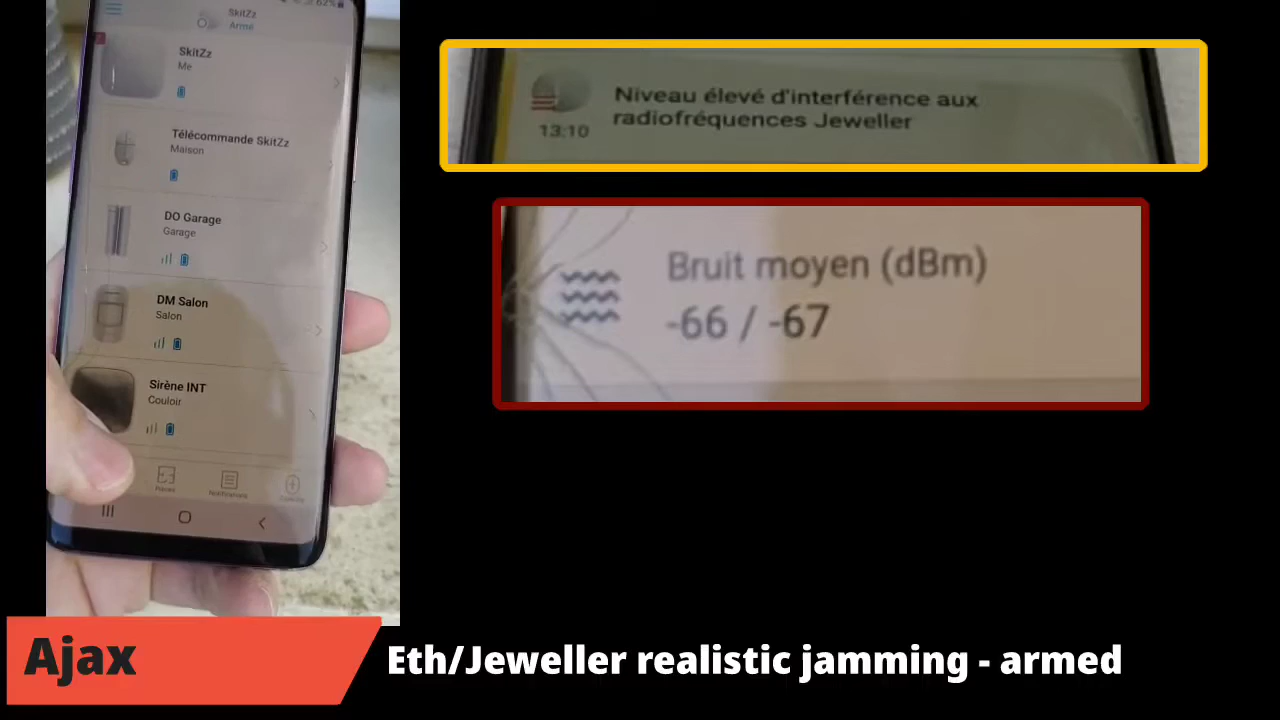 62%
SkitZz
Armé
SkitZz
Me
Télécommande SkitZz
Maison
DO Garage
Garage
DM Salon
Salon
Sirène INT
Couloir
Pièces
Notifications
Niveau élevé d'interférence aux
radiofréquences Jeweller
13:10
Bruit moyen (dBm)
-66 / -67
Ajax
Eth/Jeweller realistic jamming - armed